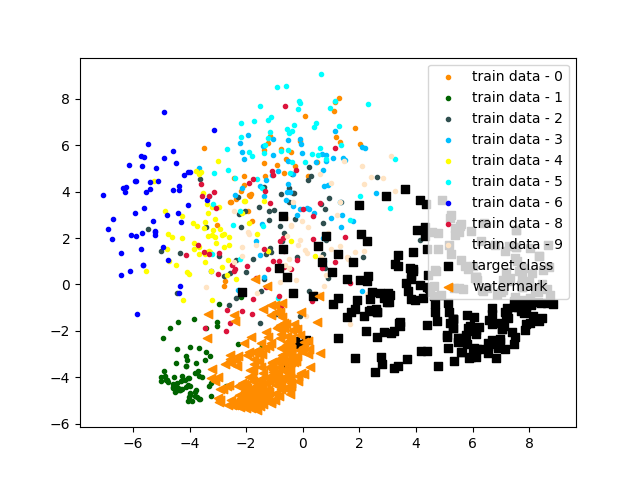 8
6
4
2
0
−2
−4
−6
−6
−4
−2
0
2
4
6
8
train data - 0
train data - 1
train data - 2
train data - 3
train data - 4
train data - 5
train data - 6
train data - 8
train data - 9
target class
watermark